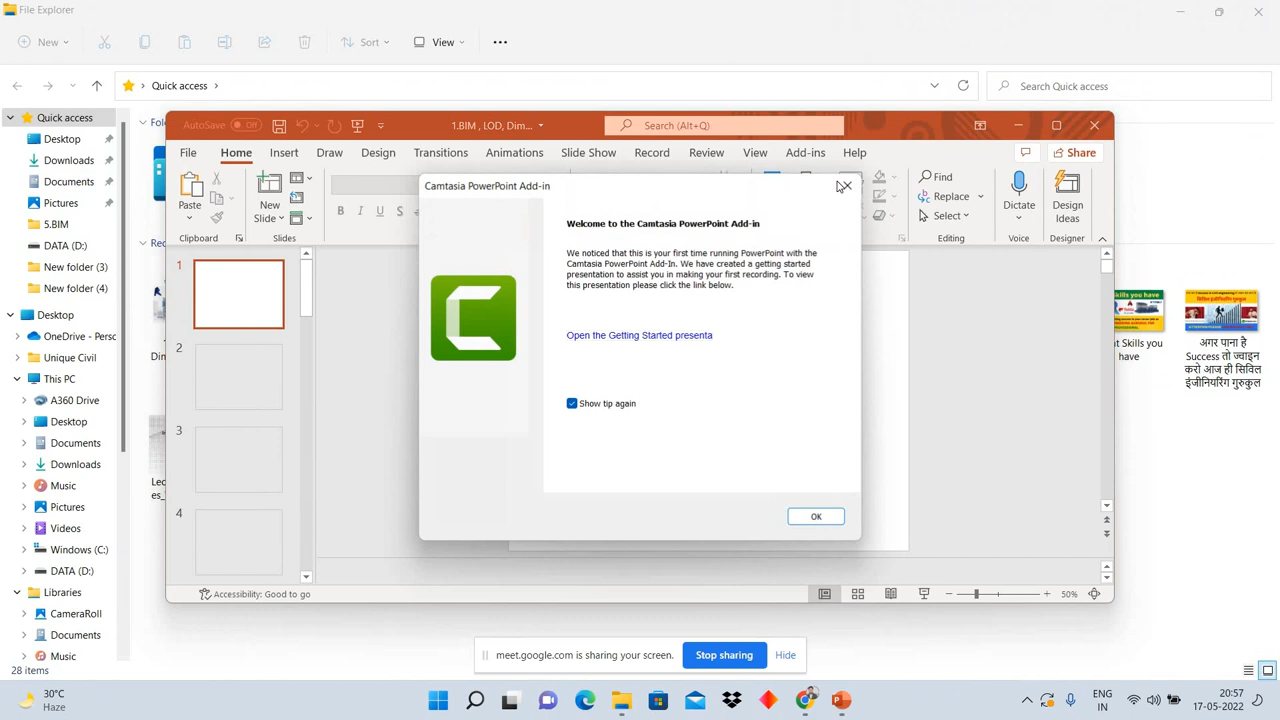 File Explorer
New
Sort
View
Quick access
Search Quick access
Quick access
Desktop
Downloads
Documents
Pictures
5.BIM
DATA (D:)
New folder (3)
New folder (4)
Desktop
OneDrive - Perso
Unique Civil
This PC
A360 Drive
Desktop
Documents
Downloads
Music
Pictures
Videos
Windows (C:)
DATA (D:)
Libraries
CameraRoll
Documents
Music
28 items
AutoSave Off
1.BIM , LOD, Dim...
Search (Alt+Q)
File Home Insert Draw Design Transitions Animations Slide Show Record Review View Add-ins Help
Share
Paste
Clipboard
New
Slide
Slides
B I U S
Find
Replace
Select
Editing
Dictate
Voice
Design
Ideas
Designer
1
2
3
4
Camtasia PowerPoint Add-in
Welcome to the Camtasia PowerPoint Add-in
We noticed that this is your first time running PowerPoint with the
Camtasia PowerPoint Add-In. We have created a getting started
presentation to assist you in making your first recording. To view
this presentation please click the link below.
Open the Getting Started presenta
Show tip again
OK
Accessibility: Good to go
50%
Skills you have
t Skills you
have
अगर पाना है
Success तो ज्वाइन
करो आज ही सिविल
इंजीनियरिंग गुरुकुल
meet.google.com is sharing your screen.
Stop sharing
Hide
30°C
Haze
ENG
IN
20:57
17-05-2022